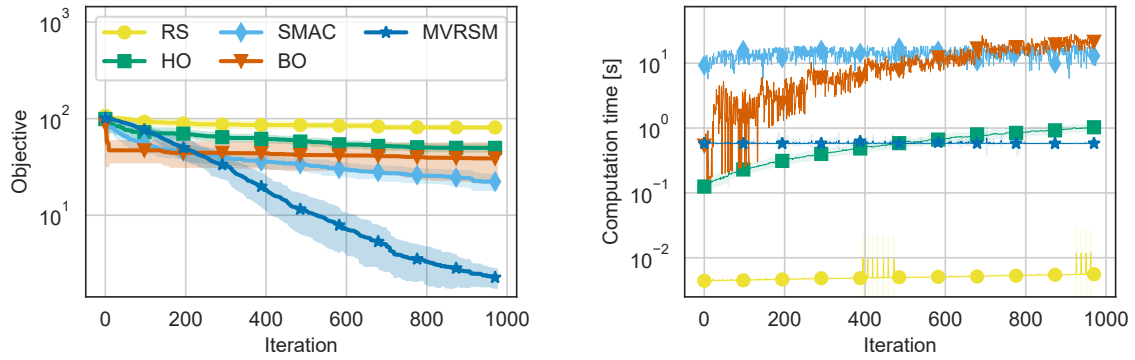 10³
RS
SMAC
MVRSM
HO
BO
10²
10¹
Objective
0
200
400
600
800
1000
Iteration
10¹
10⁰
10⁻¹
10⁻²
Computation time [s]
0
200
400
600
800
1000
Iteration